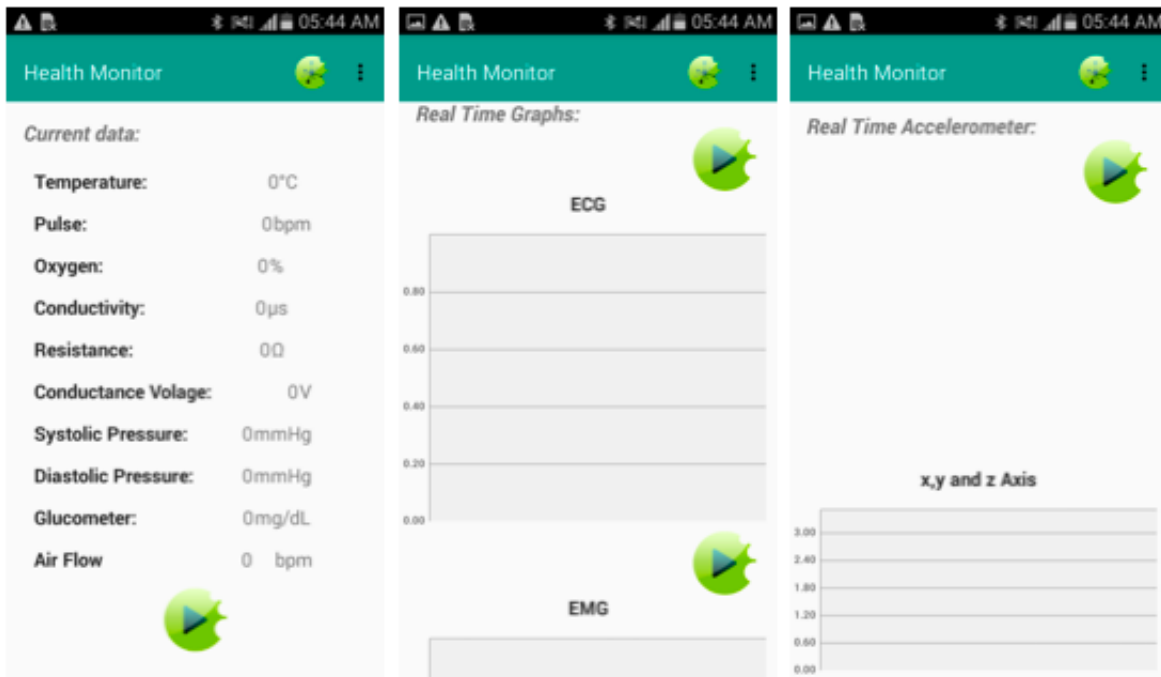 05:44 AM
Health Monitor
Current data:
Temperature: 0°C
Pulse: 0bpm
Oxygen: 0%
Conductivity: 0µs
Resistance: 0Ω
Conductance Volage: 0V
Systolic Pressure: 0mmHg
Diastolic Pressure: 0mmHg
Glucometer: 0mg/dL
Air Flow 0 bpm
05:44 AM
Health Monitor
Real Time Graphs:
ECG
0.80
0.60
0.40
0.20
0.00
EMG
05:44 AM
Health Monitor
Real Time Accelerometer:
x,y and z Axis
3.00
2.40
1.80
1.20
0.60
0.00